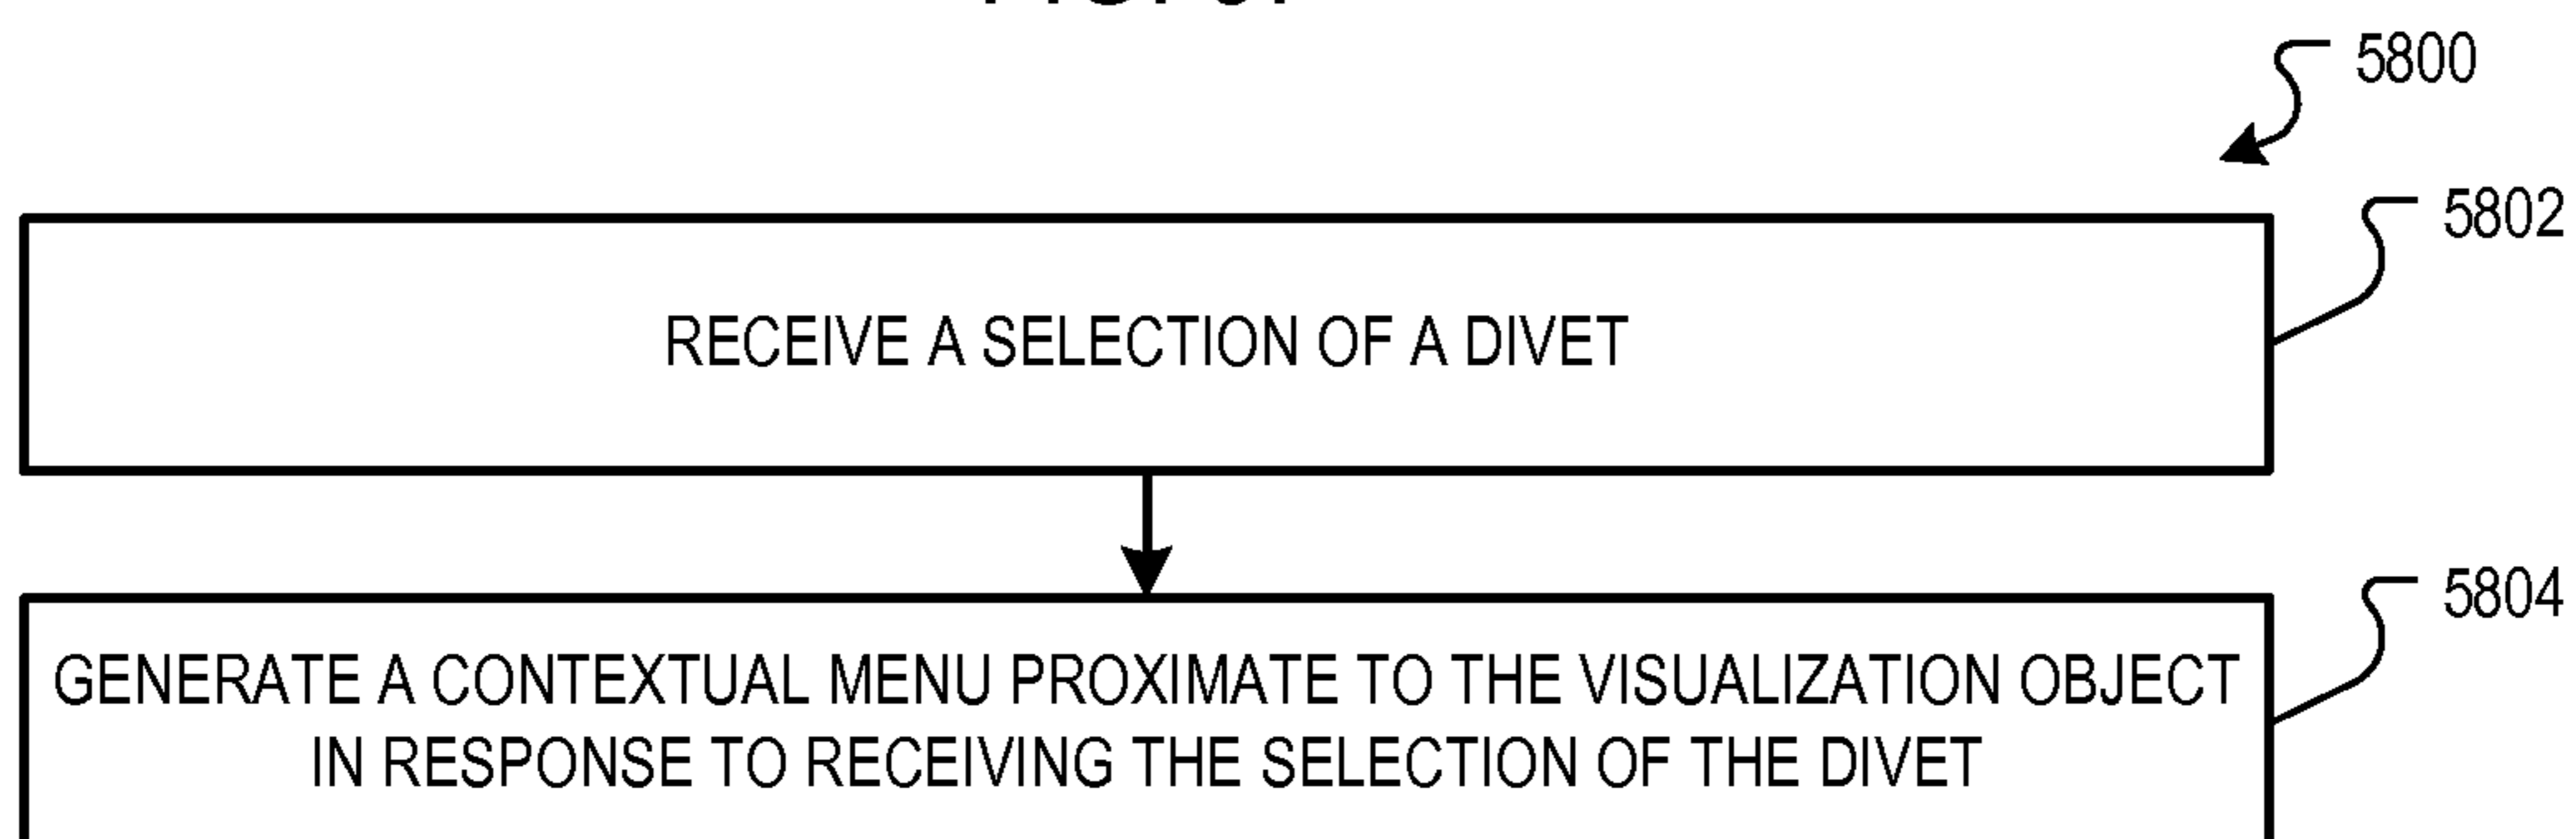 5800
5802
RECEIVE A SELECTION OF A DIVET
5804
GENERATE A CONTEXTUAL MENU PROXIMATE TO THE VISUALIZATION OBJECT
IN RESPONSE TO RECEIVING THE SELECTION OF THE DIVET